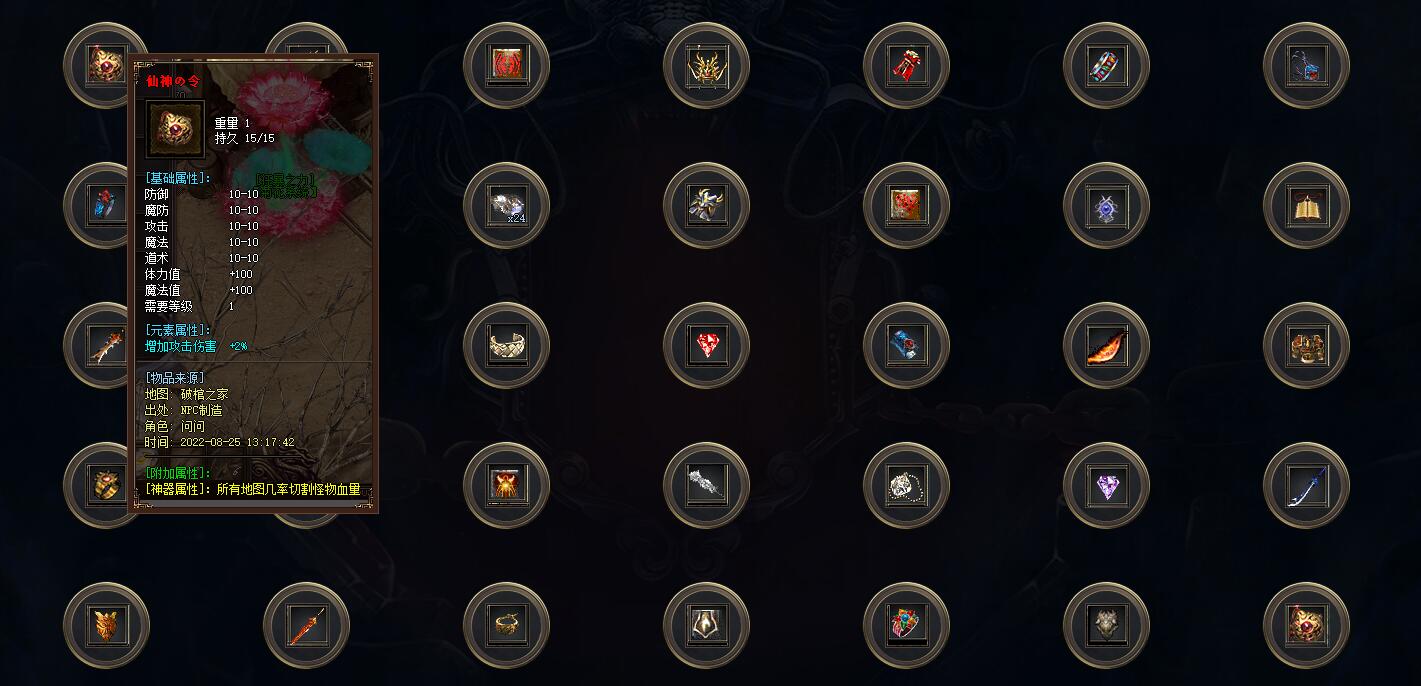 仙神の令
重量 1
持久 15/15
[基础属性]:
防御 10-10
魔防 10-10
攻击 10-10
魔法 10-10
道术 10-10
体力值 +100
魔法值 +100
需要等级 1
[元素属性]:
增加攻击伤害 +2%
[物品来源]
地图: 破棺之家
出处: NPC制造
角色: 问问
时间: 2022-08-25 13:17:42
[附加属性]:
[神器属性]: 所有地图几率切割怪物血量
x24